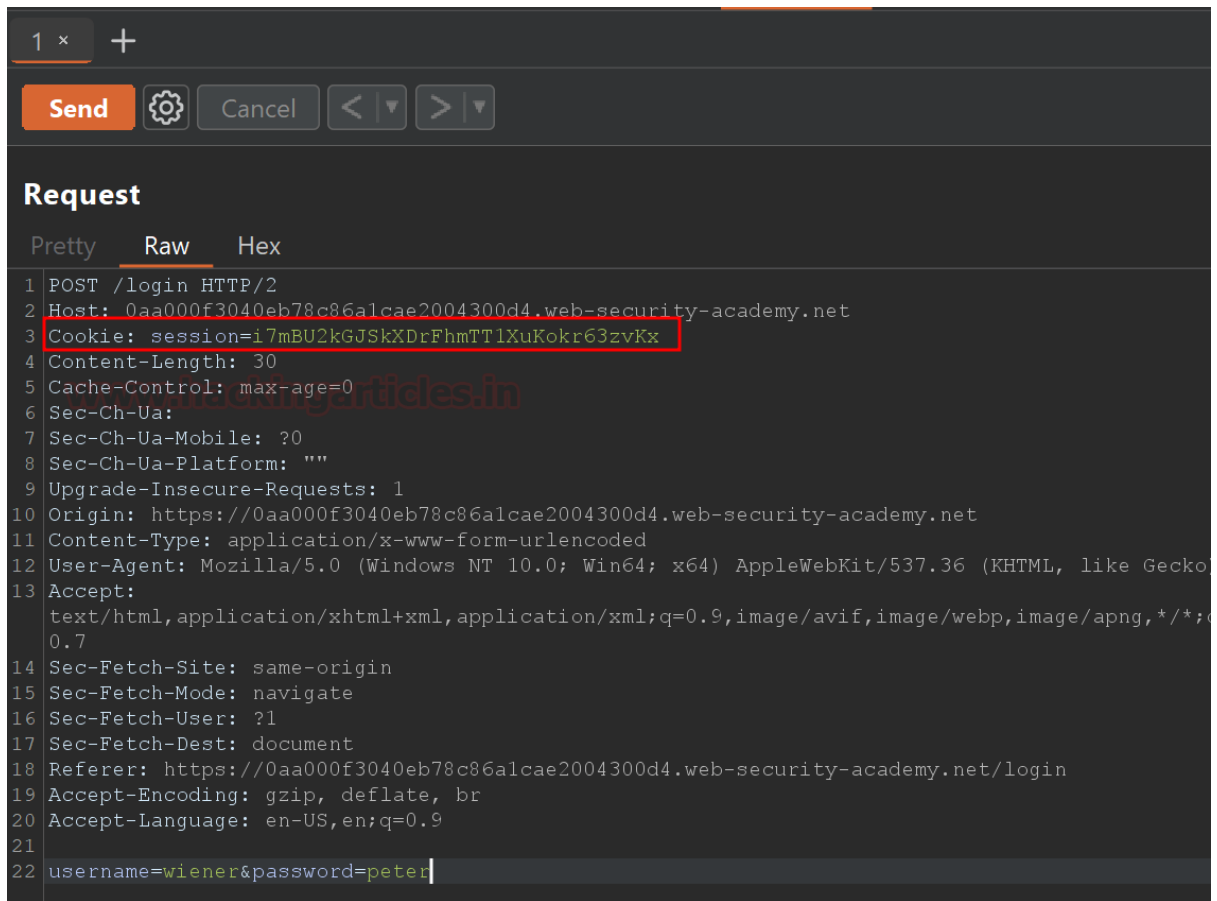 1 × +
Send Cancel < ▼ > ▼
Request
Pretty Raw Hex
1 POST /login HTTP/2
2 Host: 0aa000f3040eb78c86a1cae2004300d4.web-security-academy.net
3 Cookie: session=i7mBU2kGJSkXDrFhmTT1XuKokr63zvKx
4 Content-Length: 30
5 Cache-Control: max-age=0
www.hackingarticles.in
6 Sec-Ch-Ua:
7 Sec-Ch-Ua-Mobile: ?0
8 Sec-Ch-Ua-Platform: ""
9 Upgrade-Insecure-Requests: 1
10 Origin: https://0aa000f3040eb78c86a1cae2004300d4.web-security-academy.net
11 Content-Type: application/x-www-form-urlencoded
12 User-Agent: Mozilla/5.0 (Windows NT 10.0; Win64; x64) AppleWebKit/537.36 (KHTML, like Gecko)
13 Accept:
text/html,application/xhtml+xml,application/xml;q=0.9,image/avif,image/webp,image/apng,*/*;q
0.7
14 Sec-Fetch-Site: same-origin
15 Sec-Fetch-Mode: navigate
16 Sec-Fetch-User: ?1
17 Sec-Fetch-Dest: document
18 Referer: https://0aa000f3040eb78c86a1cae2004300d4.web-security-academy.net/login
19 Accept-Encoding: gzip, deflate, br
20 Accept-Language: en-US,en;q=0.9
21
22 username=wiener&password=peter